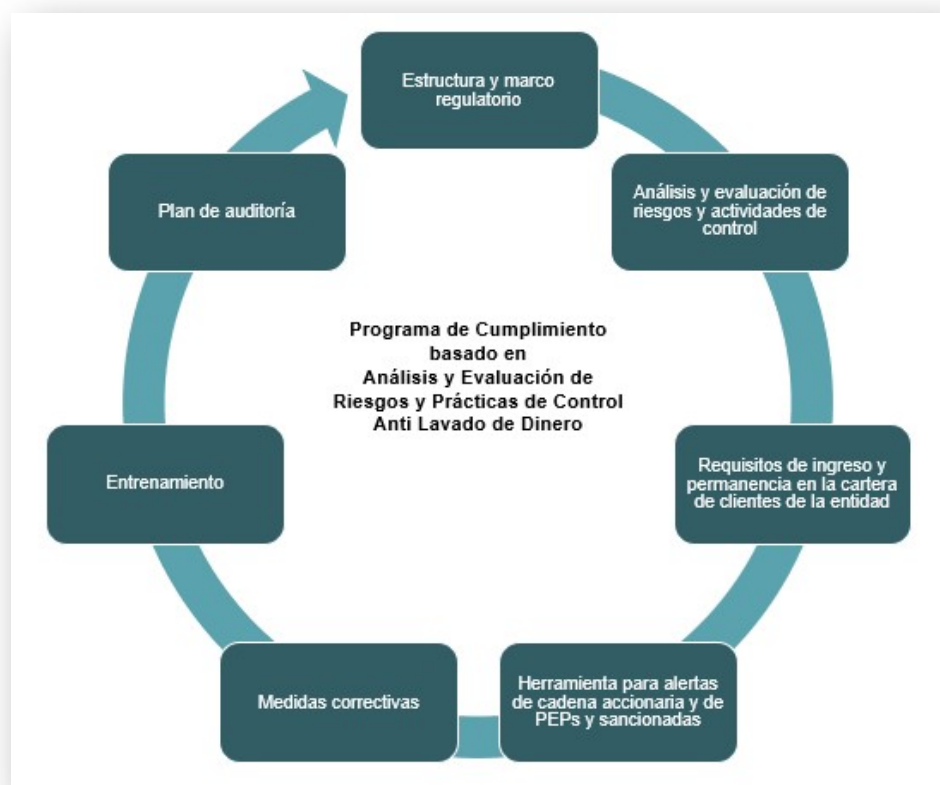 Estructura y marco
regulatorio
Análisis y evaluación de
riesgos y actividades de
control
Requisitos de ingreso y
permanencia en la cartera
de clientes de la entidad
Herramienta para alertas
de cadena accionaria y de
PEPs y sancionadas
Medidas correctivas
Entrenamiento
Plan de auditoría
Programa de Cumplimiento
basado en
Análisis y Evaluación de
Riesgos y Prácticas de Control
Anti Lavado de Dinero